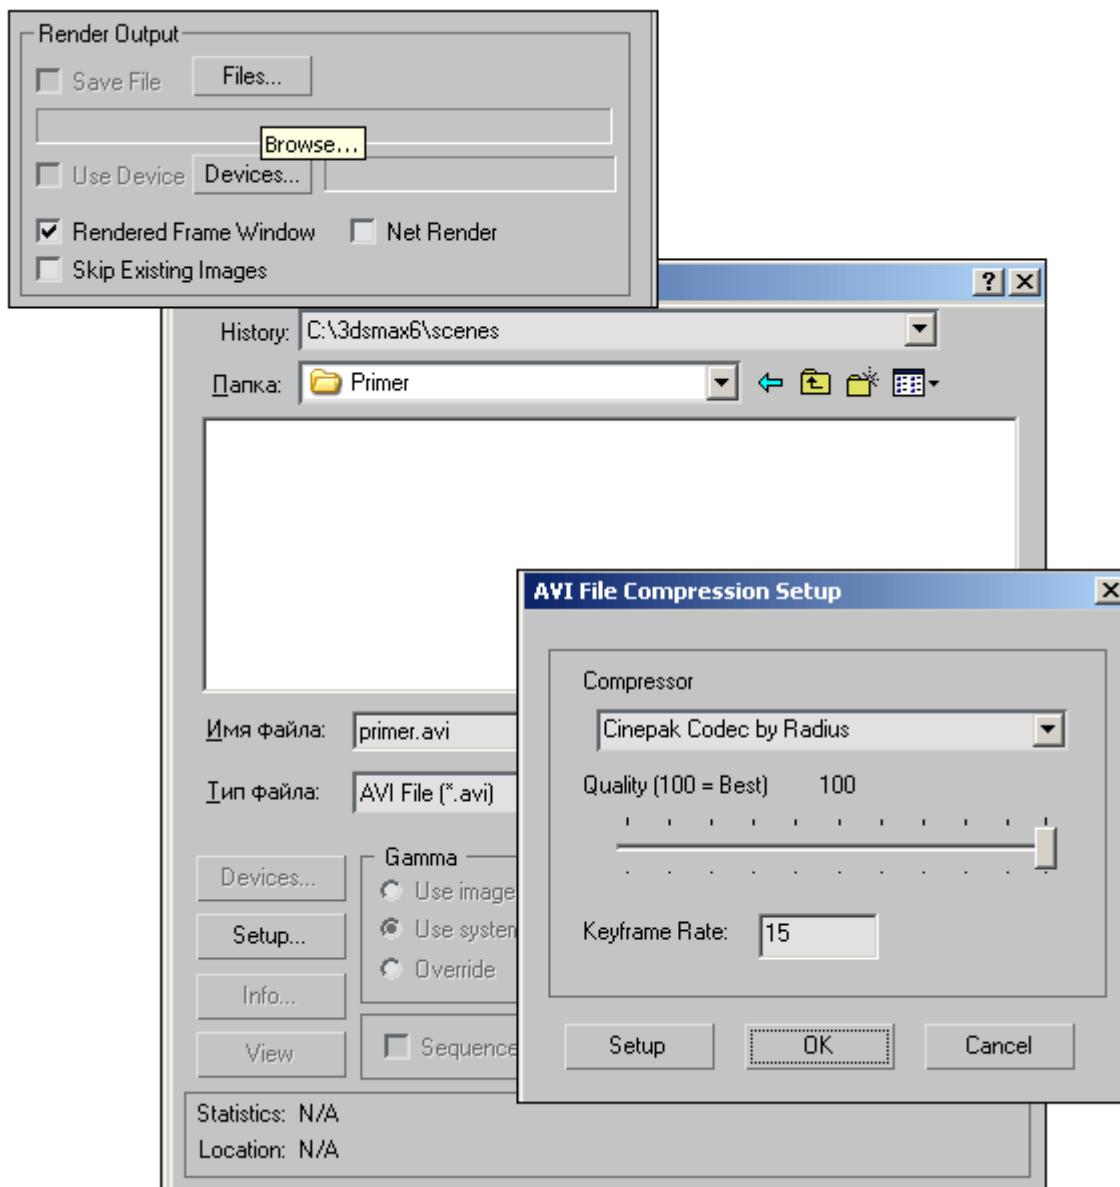 Render Output
Save File Files...
Browse...
Use Device Devices...
Rendered Frame Window Net Render
Skip Existing Images
History: C:\3dsmax6\scenes
Папка: Primer
Имя файла: primer.avi
Тип файла: AVI File (*.avi)
Devices...
Setup...
Info...
View
Gamma
Use image
Use system
Override
Sequence
Statistics: N/A
Location: N/A
AVI File Compression Setup
Compressor
Cinepak Codec by Radius
Quality (100 = Best) 100
Keyframe Rate: 15
Setup OK Cancel